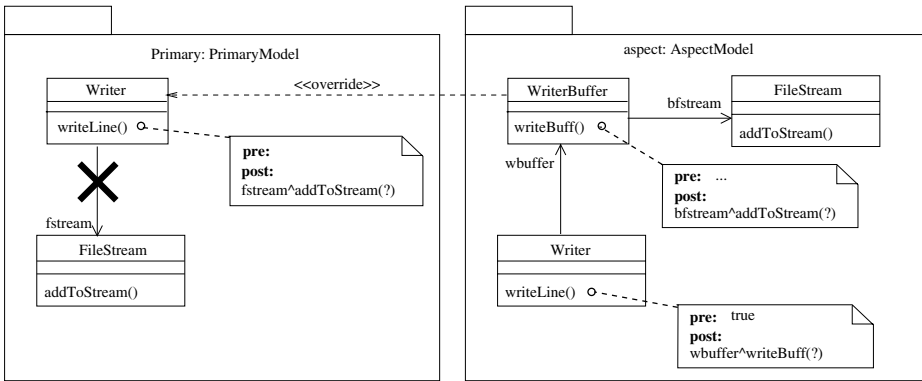 Primary: PrimaryModel
Writer
writeLine()
pre:
post:
fstream^addToStream(?)
fstream
FileStream
addToStream()
<<override>>
aspect: AspectModel
WriterBuffer
writeBuff()
bfstream
FileStream
addToStream()
wbuffer
pre: ...
post:
bfstream^addToStream(?)
Writer
writeLine()
pre: true
post:
wbuffer^writeBuff(?)